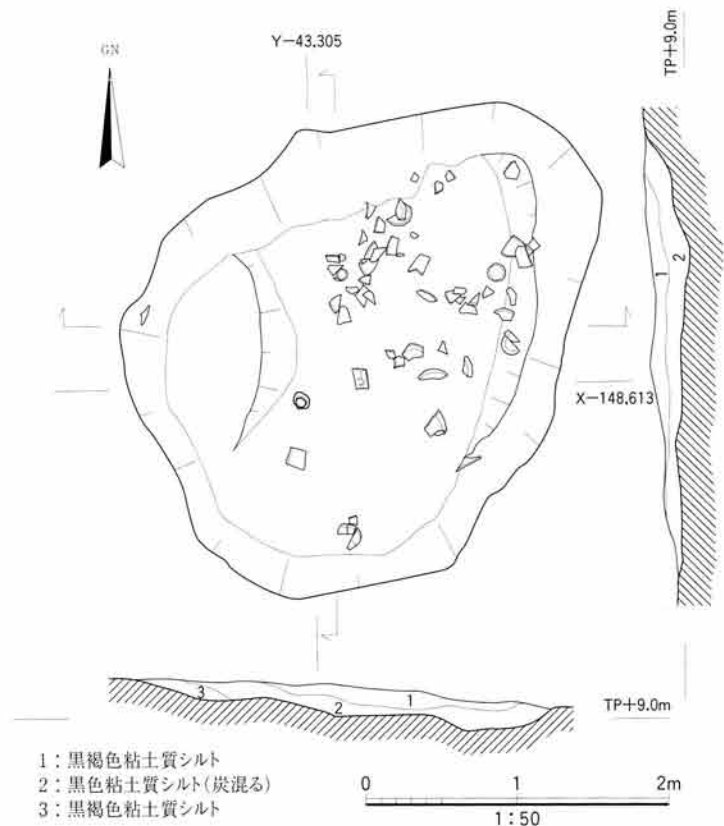 GN
Y-43.305
TP+9.0m
1
2
X-148.613
3
2
1
TP+9.0m
1：黒褐色粘土質シルト
2：黒色粘土質シルト(炭混る)
3：黒褐色粘土質シルト
0 1 2m
1:50